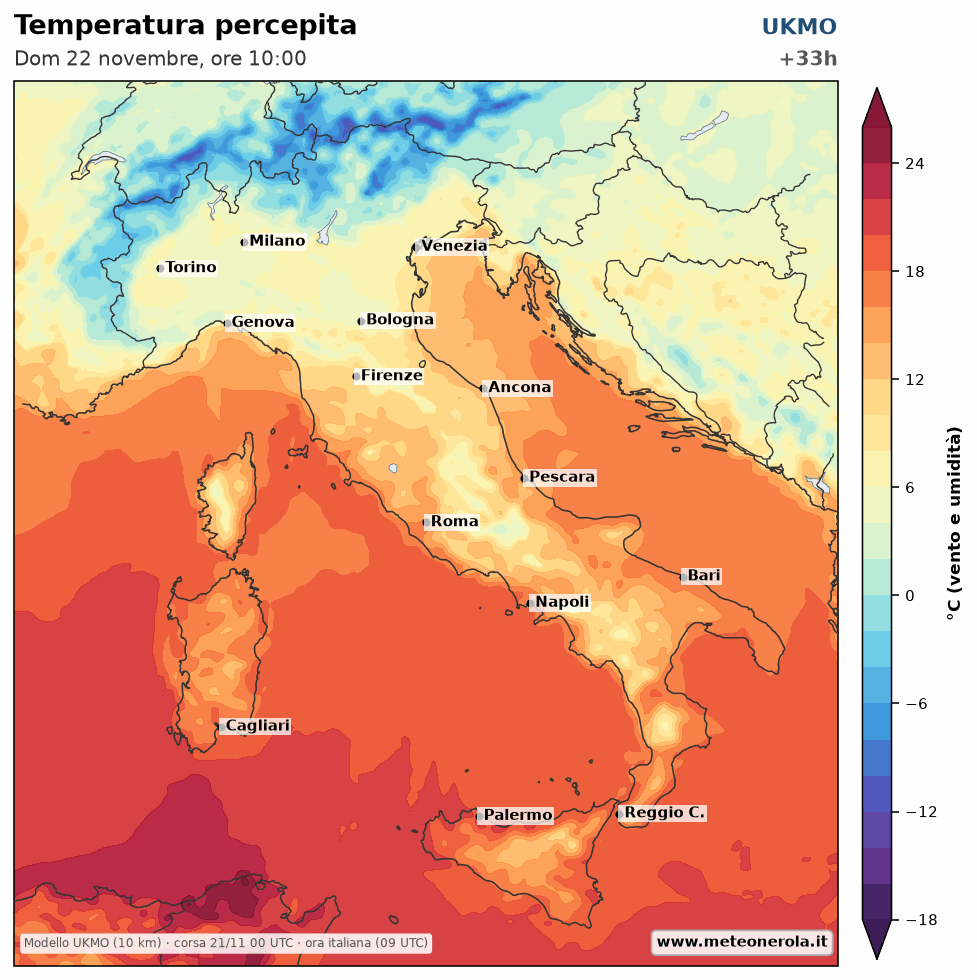 Temperatura percepita
UKMO
Dom 22 novembre, ore 10:00
+33h
Milano
Venezia
Torino
Genova
Bologna
Firenze
Ancona
Pescara
Roma
Bari
Napoli
Cagliari
Palermo
Reggio C.
24
18
12
6
0
−6
−12
−18
°C (vento e umidità)
Modello UKMO (10 km) · corsa 21/11 00 UTC · ora italiana (09 UTC)
www.meteonerola.it